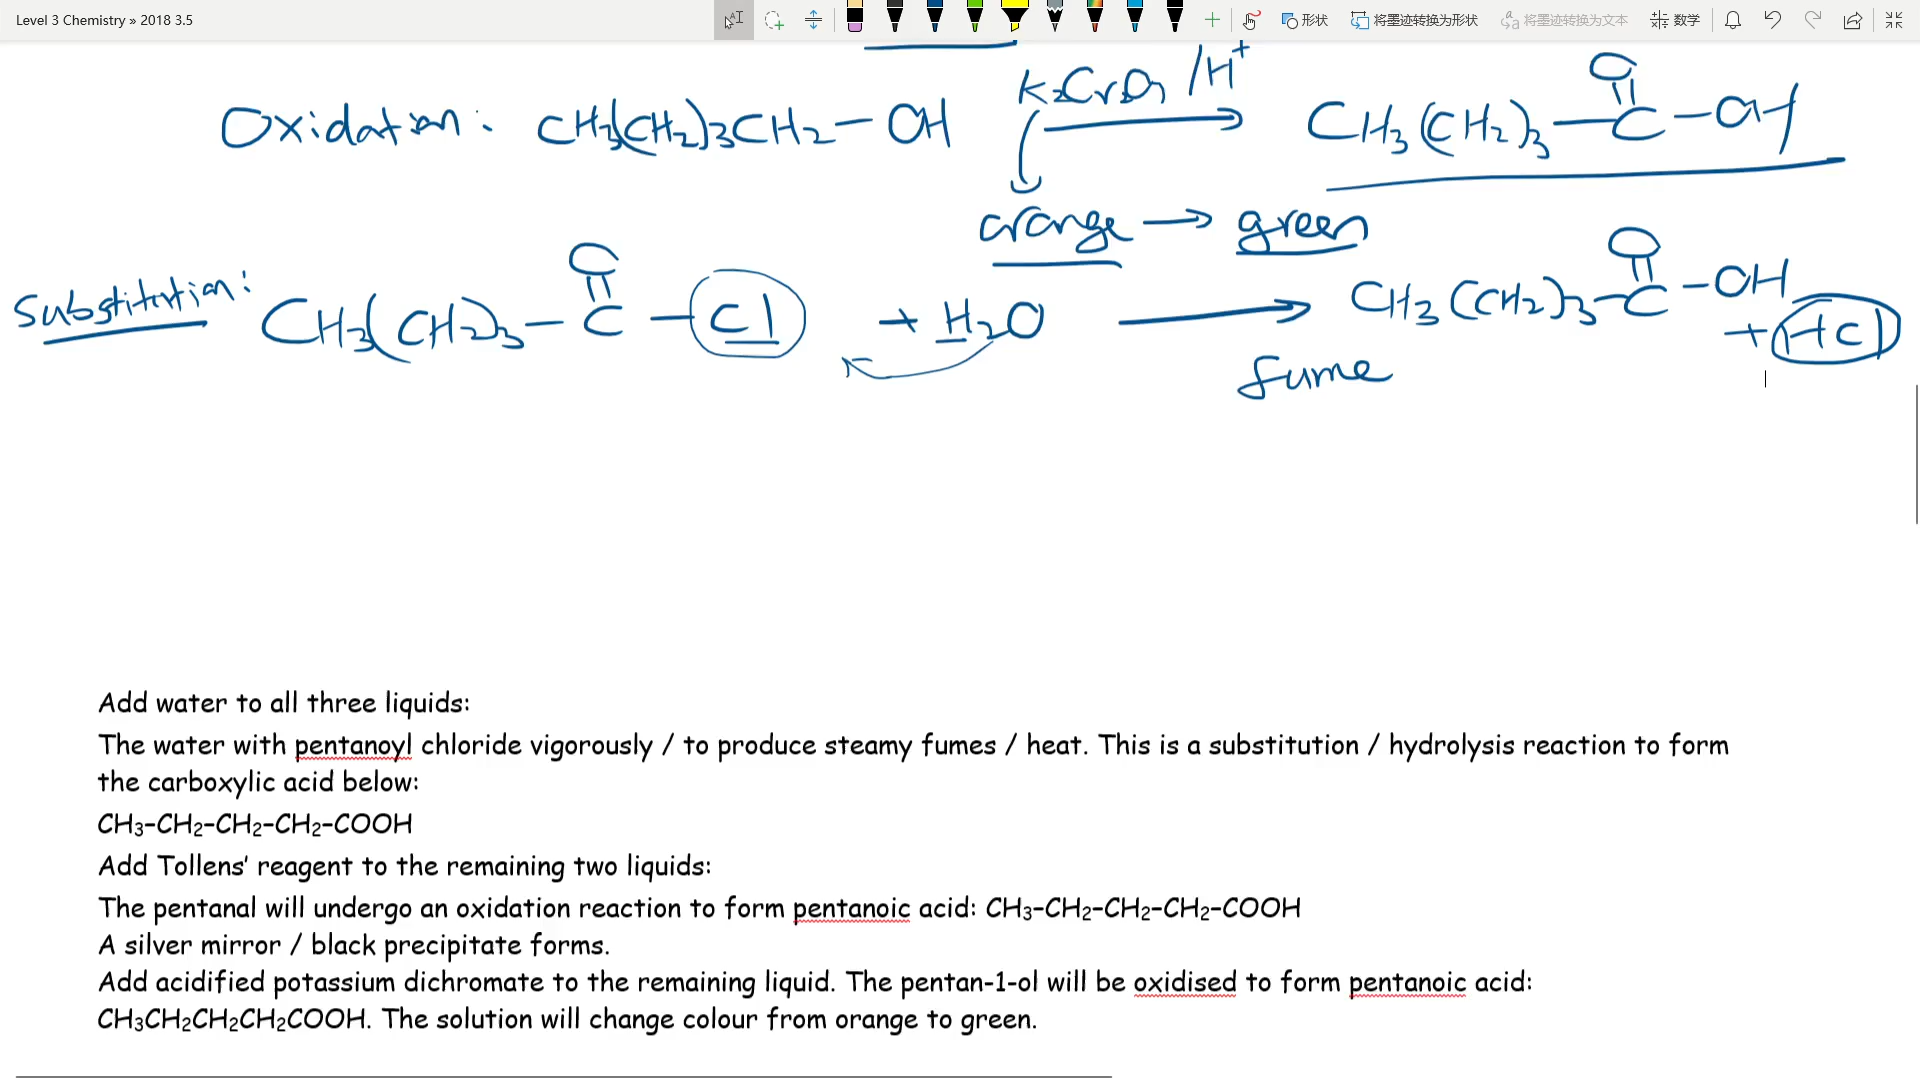 Level 3 Chemistry » 2018 3.5
形状 将墨迹转换为形状 将墨迹转换为文本 数学
Oxidation: CH₃(CH₂)₃CH₂–OH K₂Cr₂O₇/H⁺ → CH₃(CH₂)₃–C–OH
O
orange → green
Substitution: CH₃(CH₂)₃–C–Cl + H₂O → CH₃(CH₂)₃–C–OH
O
O
+ HCl
fume
Add water to all three liquids:
The water with pentanoyl chloride vigorously / to produce steamy fumes / heat. This is a substitution / hydrolysis reaction to form
the carboxylic acid below:
CH₃–CH₂–CH₂–CH₂–COOH
Add Tollens’ reagent to the remaining two liquids:
The pentanal will undergo an oxidation reaction to form pentanoic acid: CH₃–CH₂–CH₂–CH₂–COOH
A silver mirror / black precipitate forms.
Add acidified potassium dichromate to the remaining liquid. The pentan-1-ol will be oxidised to form pentanoic acid:
CH₃CH₂CH₂CH₂COOH. The solution will change colour from orange to green.